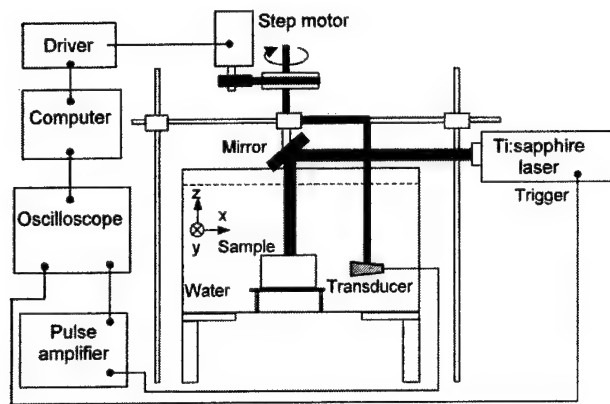 Step motor
Driver
Computer
Mirror
Ti:sapphire
laser
Trigger
Oscilloscope
z
x
y
Sample
Water
Transducer
Pulse
amplifier